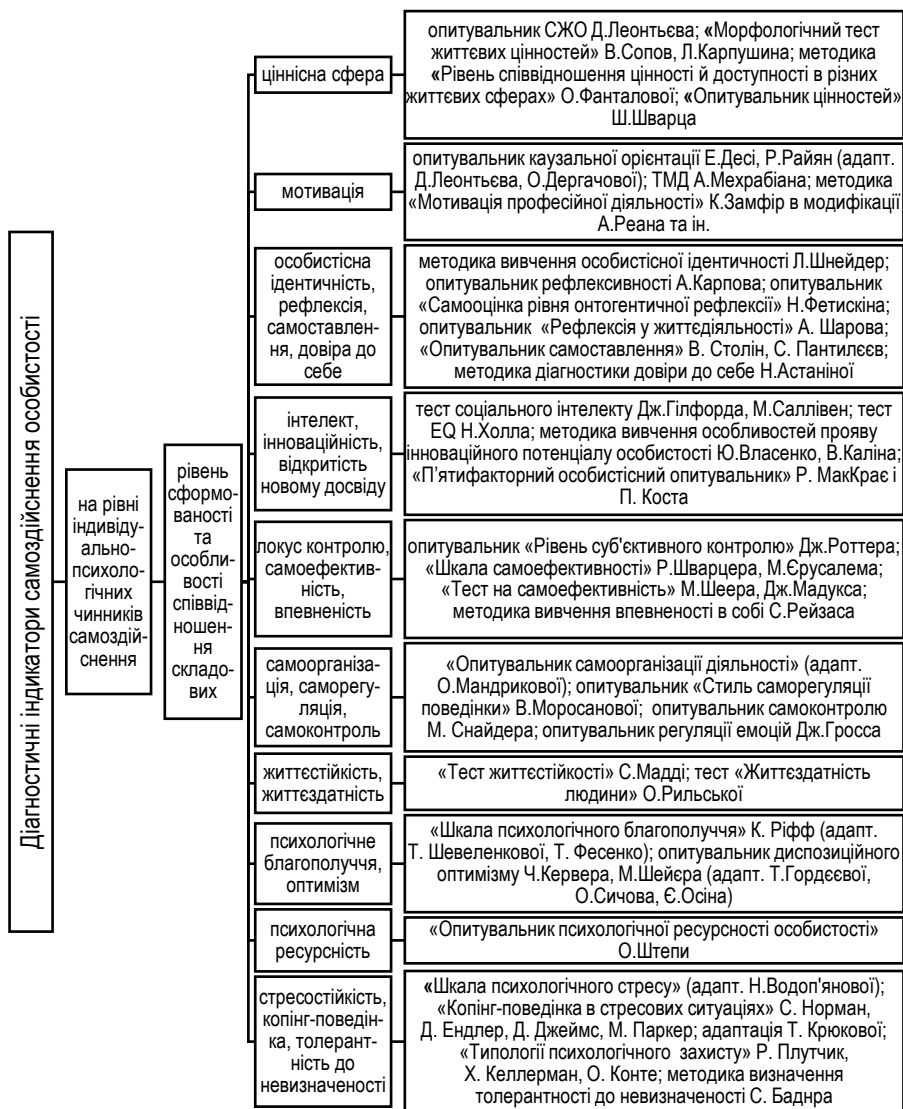 Діагностичні індикатори самоздійснення особистості
на рівні
індивіду-
ально-
психоло-
гічних
чинників
самоздій-
снення
рівень
сформо-
ваності
та
особли-
вості
співвід-
ношен-
ня
складо-
вих
ціннісна сфера
опитувальник СЖО Д.Леонтьєва; «Морфологічний тест
життєвих цінностей» В.Сопов, Л.Карпушина; методика
«Рівень співвідношення цінності й доступності в різних
життєвих сферах» О.Фанталової; «Опитувальник цінностей»
Ш.Шварца
мотивація
опитувальник каузальної орієнтації Е.Десі, Р.Райян (адапт.
Д.Леонтьєва, О.Дергачової); ТМД А.Мехрабіана; методика
«Мотивація професійної діяльності» К.Замфір в модифікації
А.Реана та ін.
особистісна
ідентичність,
рефлексія,
самоставлен-
ня, довіра до
себе
методика вивчення особистісної ідентичності Л.Шнейдер;
опитувальник рефлексивності А.Карпова; опитувальник
«Самооцінка рівня онтогентичної рефлексії» Н.Фетискіна;
опитувальник «Рефлексія у життєдіяльності» А. Шарова;
«Опитувальник самоставлення» В. Столін, С. Пантилєєв;
методика діагностики довіри до себе Н.Астаніної
інтелект,
інноваційність,
відкритість
новому досвіду
тест соціального інтелекту Дж.Гілфорда, М.Саллівен; тест
EQ Н.Холла; методика вивчення особливостей прояву
інноваційного потенціалу особистості Ю.Власенко, В.Каліна;
«П'ятифакторний особистісний опитувальник» Р. МакКрає і
П. Коста
локус контролю,
самоефектив-
ність,
впевненість
опитувальник «Рівень суб'єктивного контролю» Дж.Роттера;
«Шкала самоефективності» Р.Шварцера, М.Єрусалема;
«Тест на самоефективність» М.Шеера, Дж.Мадукса;
методика вивчення впевненості в собі С.Рейзаса
самоорганіза-
ція, саморегу-
ляція,
самоконтроль
«Опитувальник самоорганізації діяльності» (адапт.
О.Мандрикової); опитувальник «Стиль саморегуляції
поведінки» В.Моросанової; опитувальник самоконтролю
М. Снайдера; опитувальник регуляції емоцій Дж.Гросса
життєстійкість,
життєздатність
«Тест життєстійкості» С.Мадді; тест «Життєздатність
людини» О.Рильської
психологічне
благополуччя,
оптимізм
«Шкала психологічного благополуччя» К. Ріфф (адапт.
Т. Шевеленкової, Т. Фесенко); опитувальник диспозиційного
оптимізму Ч.Кервера, М.Шейєра (адапт. Т.Гордєєвої,
О.Сичова, Є.Осіна)
психологічна
ресурсність
«Опитувальник психологічної ресурсності особистості»
О.Штепи
стресостійкість,
копінг-поведін-
ка, толерант-
ність до
невизначеності
«Шкала психологічного стресу» (адапт. Н.Водоп'янової);
«Копінг-поведінка в стресових ситуаціях» С. Норман,
Д. Ендлер, Д. Джеймс, М. Паркер; адаптація Т. Крюкової;
«Типології психологічного захисту» Р. Плутчик,
Х. Келлерман, О. Конте; методика визначення
толерантності до невизначеності С. Баднра